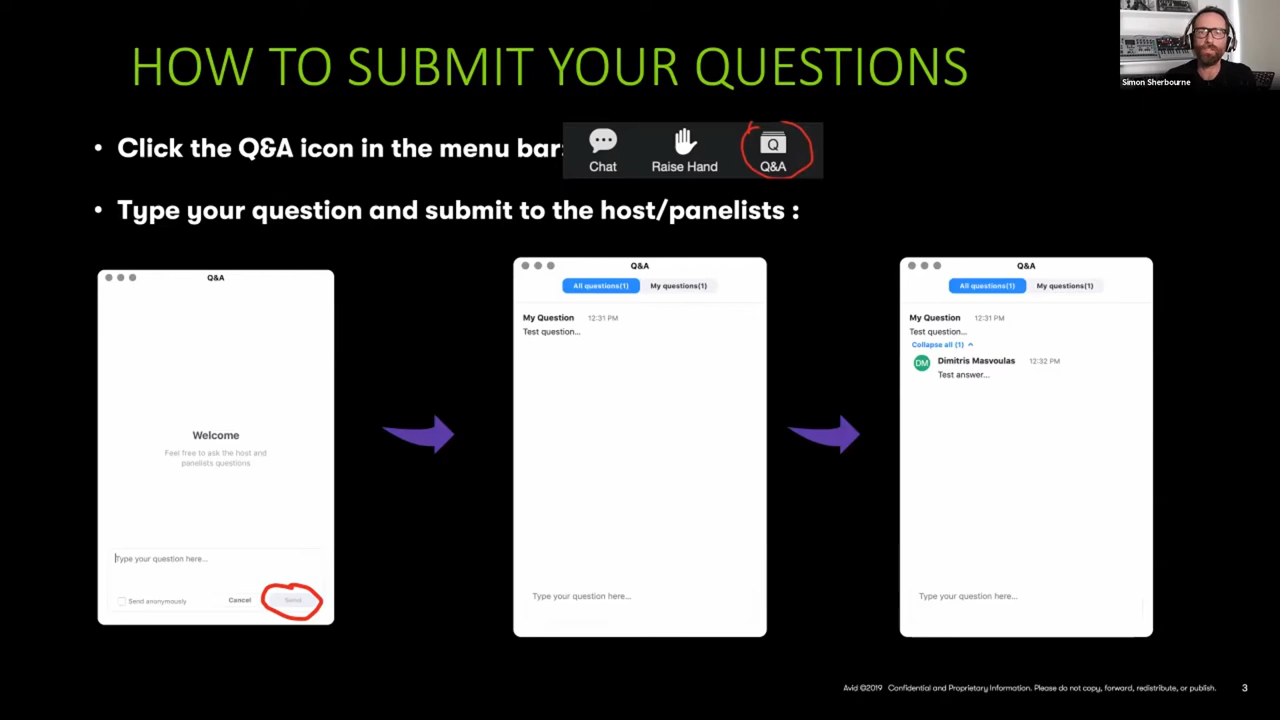 HOW TO SUBMIT YOUR QUESTIONS
Simon Sherbourne
• Click the Q&A icon in the menu bar:
Chat
Raise Hand
Q
Q&A
• Type your question and submit to the host/panelists :
Q&A
Welcome
Feel free to ask the host and
panelists questions
Type your question here...
Send anonymously
Cancel
Send
Q&A
All questions(1)
My questions(1)
My Question 12:31 PM
Test question...
Type your question here...
Q&A
All questions(1)
My questions(1)
My Question 12:31 PM
Test question...
Collapse all (1)
DM
Dimitris Masvoulas 12:32 PM
Test answer...
Type your question here...
Avid ©2019 Confidential and Proprietary Information. Please do not copy, forward, redistribute, or publish.
3